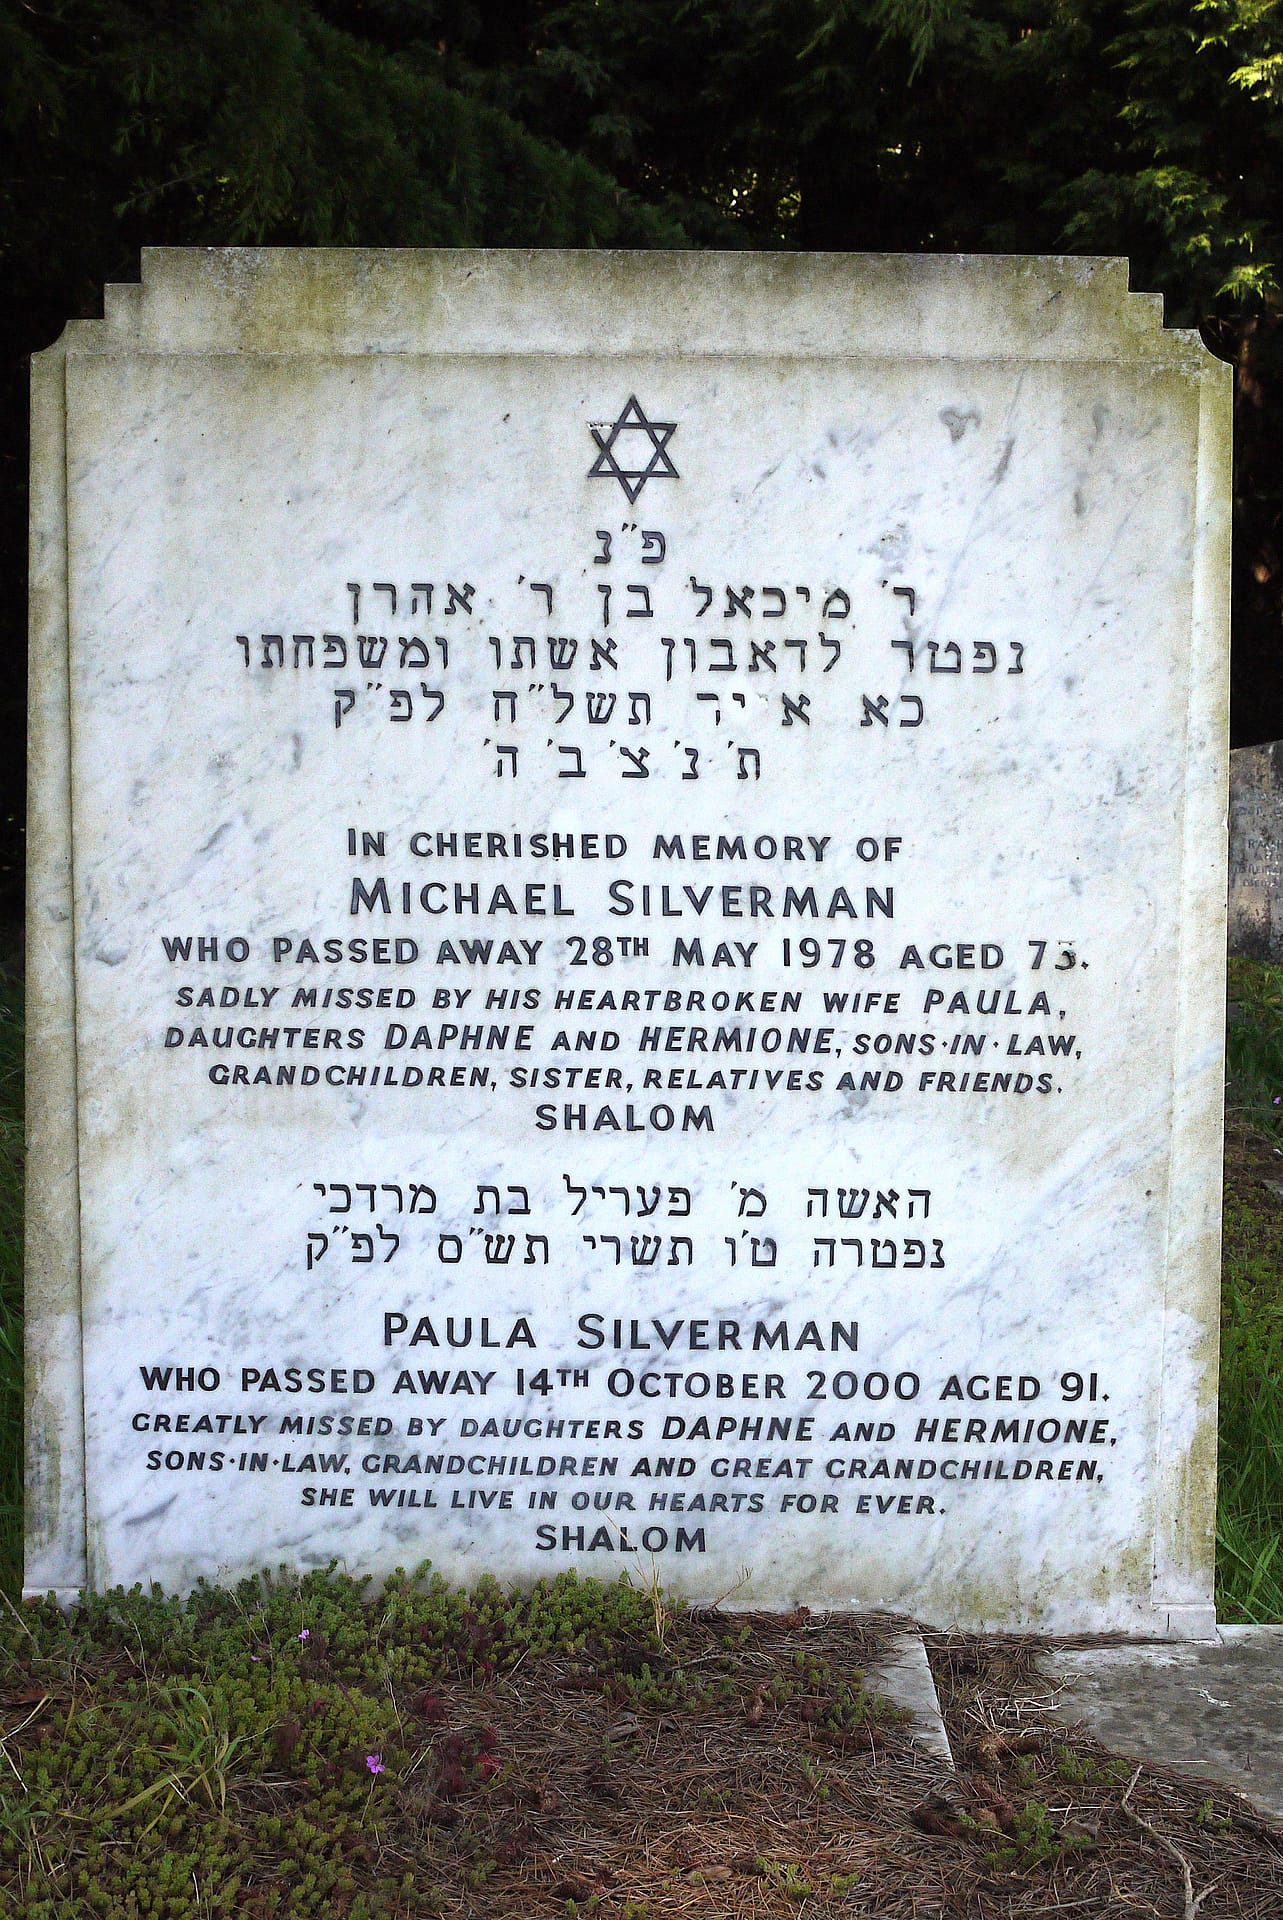 פ״נ
ר׳ מיכאל בן ר׳ אהרן
נפטר לדאבון אשתו ומשפחתו
כא אייר תשל״ח לפ״ק
ת׳ נ׳ צ׳ ב׳ ה׳
IN CHERISHED MEMORY OF
MICHAEL SILVERMAN
WHO PASSED AWAY 28TH MAY 1978 AGED 73.
SADLY MISSED BY HIS HEARTBROKEN WIFE PAULA,
DAUGHTERS DAPHNE AND HERMIONE, SONS·IN·LAW,
GRANDCHILDREN, SISTER, RELATIVES AND FRIENDS.
SHALOM
האשה מ׳ פעריל בת מרדכי
נפטרה ט׳ו תשרי תש״ס לפ״ק
PAULA SILVERMAN
WHO PASSED AWAY 14TH OCTOBER 2000 AGED 91.
GREATLY MISSED BY DAUGHTERS DAPHNE AND HERMIONE,
SONS·IN·LAW, GRANDCHILDREN AND GREAT GRANDCHILDREN,
SHE WILL LIVE IN OUR HEARTS FOR EVER.
SHALOM